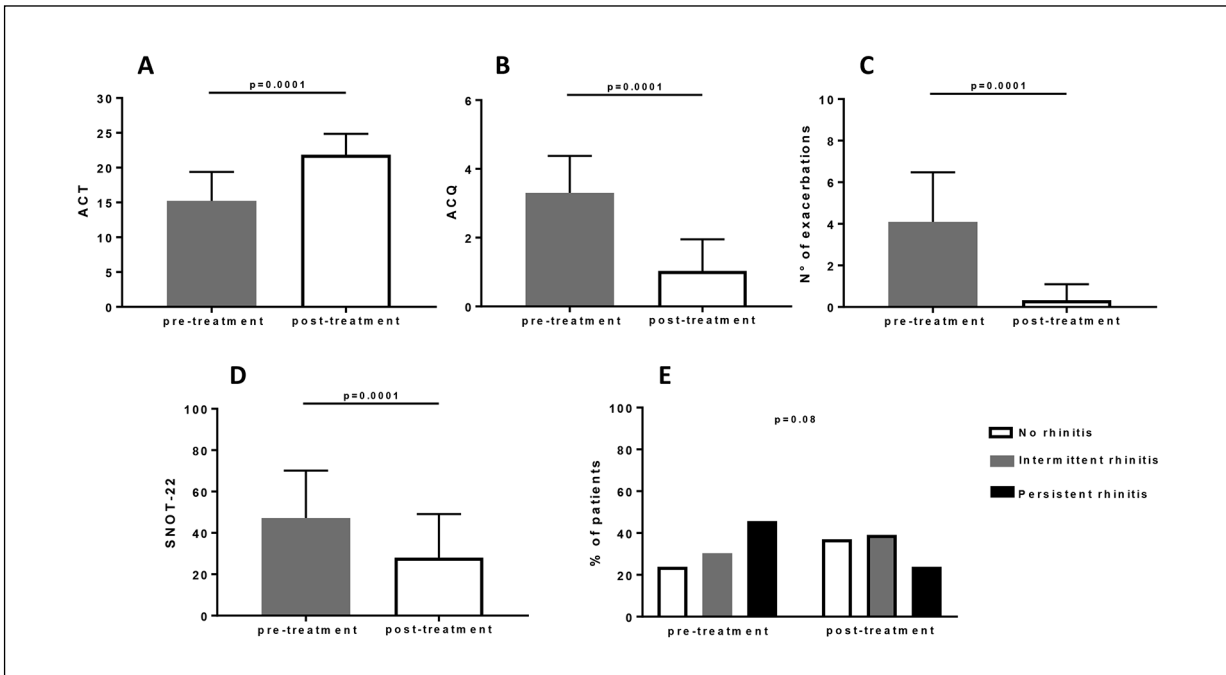 A
p=0.0001
30
25
20
15
10
5
0
ACT
pre-treatment post-treatment
B
p=0.0001
6
4
2
0
ACQ
pre-treatment post-treatment
C
p=0.0001
10
8
6
4
2
0
N° of exacerbations
pre-treatment post-treatment
D
p=0.0001
100
80
60
40
20
0
SNOT-22
pre-treatment post-treatment
E
p=0.08
100
80
60
40
20
0
% of patients
pre-treatment post-treatment
No rhinitis
Intermittent rhinitis
Persistent rhinitis